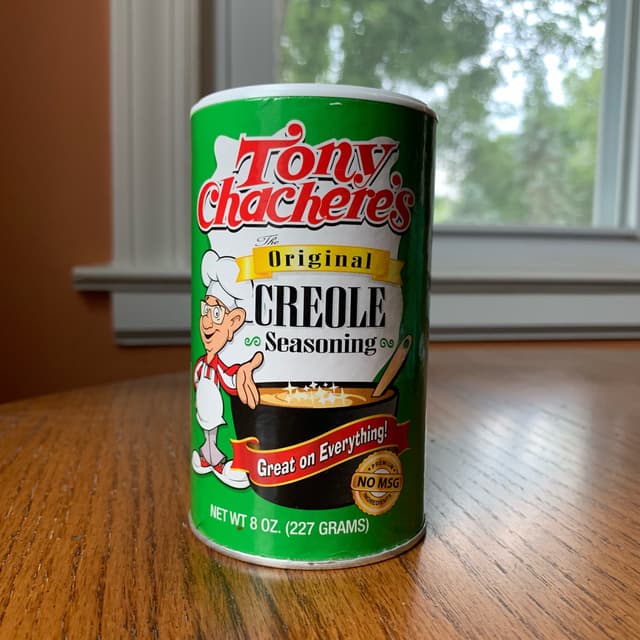 Tony
Chachere's
The
Original
CREOLE
Seasoning
Great on Everything!
NO MSG
NET WT 8 OZ. (227 GRAMS)